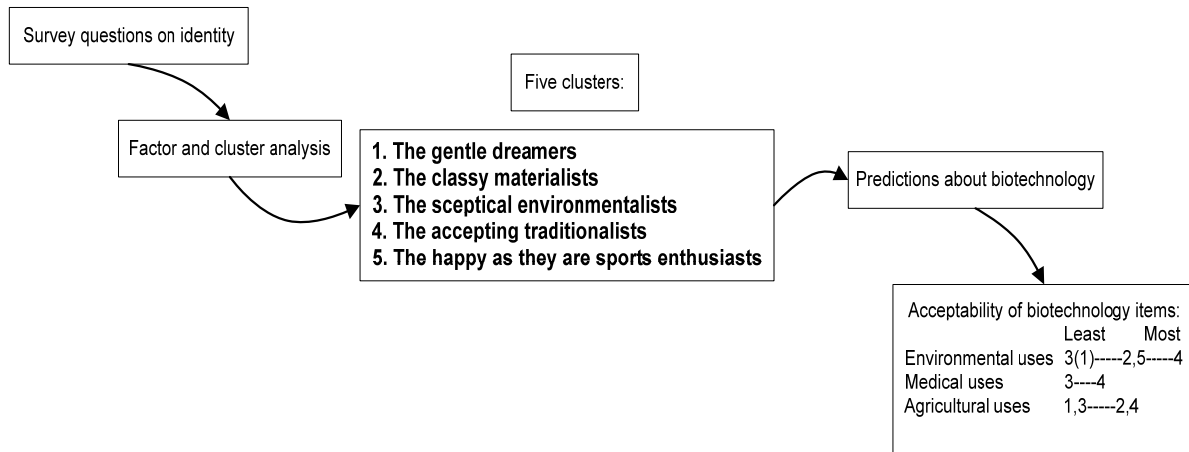 Survey questions on identity
Factor and cluster analysis
Five clusters:
1. The gentle dreamers
2. The classy materialists
3. The sceptical environmentalists
4. The accepting traditionalists
5. The happy as they are sports enthusiasts
Predictions about biotechnology
Acceptability of biotechnology items:
Least Most
Environmental uses 3(1)-----2,5-----4
Medical uses 3----4
Agricultural uses 1,3-----2,4